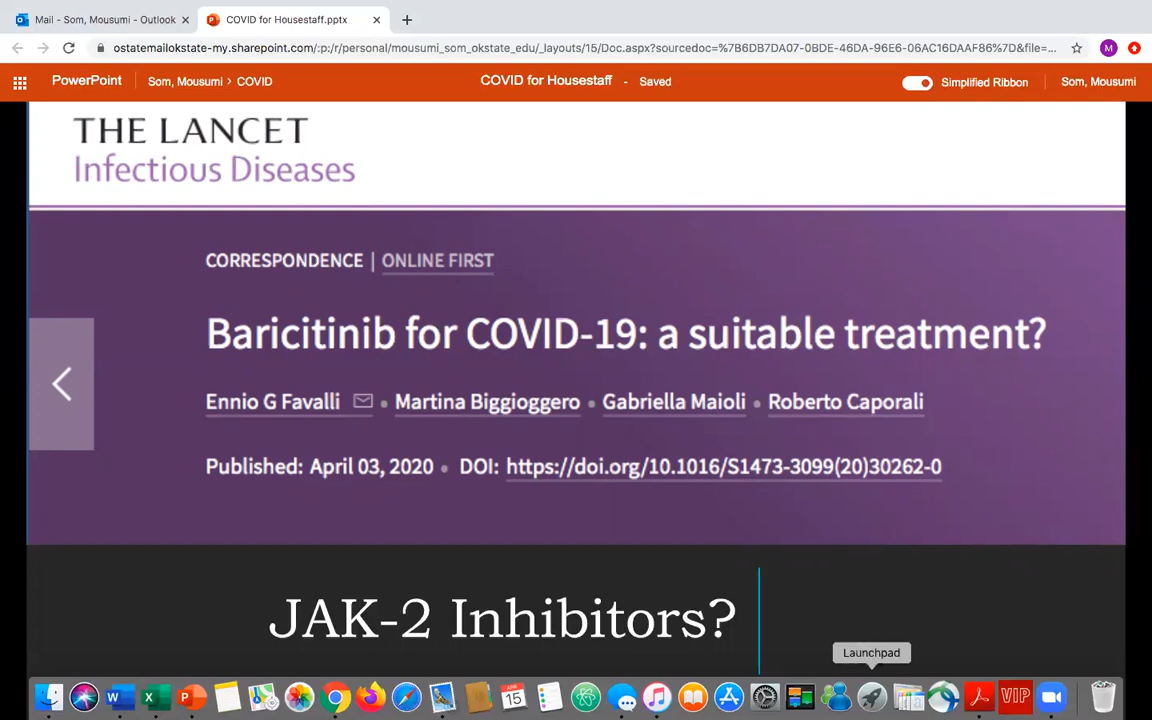 Mail - Som, Mousumi - Outlook
COVID for Housestaff.pptx
ostatemailokstate-my.sharepoint.com/:p:/r/personal/mousumi_som_okstate_edu/_layouts/15/Doc.aspx?sourcedoc=%7B6DB7DA07-0BDE-46DA-96E6-06AC16DAAF86%7D&file=...
M
PowerPoint
Som, Mousumi > COVID
COVID for Housestaff - Saved
Simplified Ribbon
Som, Mousumi
THE LANCET
Infectious Diseases
CORRESPONDENCE | ONLINE FIRST
Baricitinib for COVID-19: a suitable treatment?
Ennio G Favalli • Martina Biggioggero • Gabriella Maioli • Roberto Caporali
Published: April 03, 2020 • DOI: https://doi.org/10.1016/S1473-3099(20)30262-0
JAK-2 Inhibitors?
Launchpad
APR
15
VIP